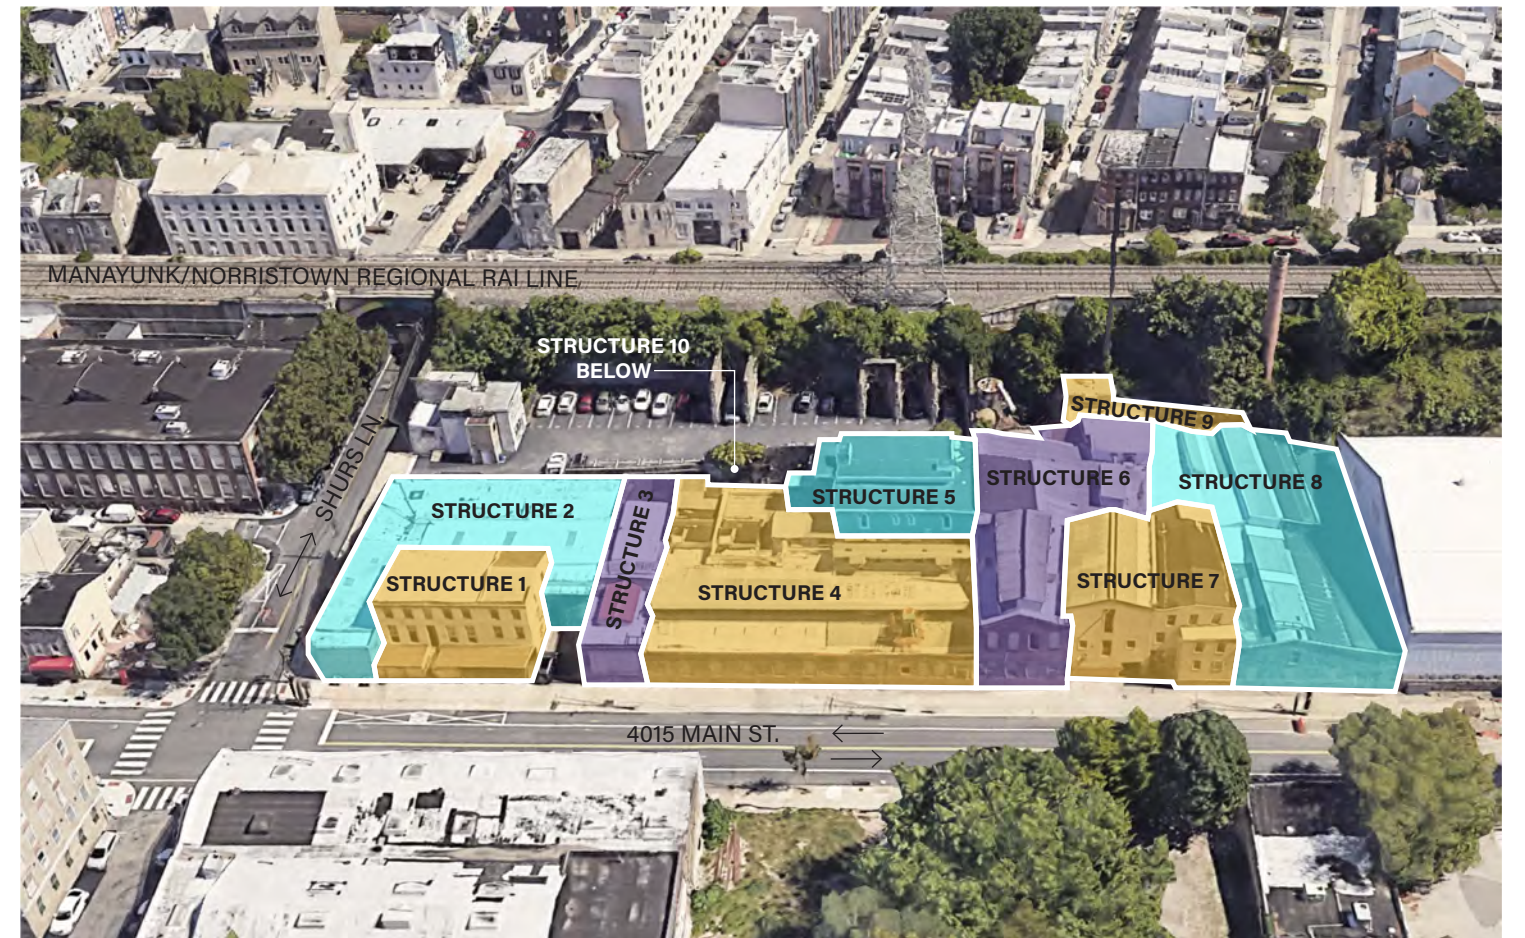 MANAYUNK/NORRISTOWN REGIONAL RAI LINE
STRUCTURE 10
BELOW
SHURS LN.
STRUCTURE 9
STRUCTURE 6
STRUCTURE 8
STRUCTURE 5
STRUCTURE 2
STRUCTURE 3
STRUCTURE 1
STRUCTURE 4
STRUCTURE 7
4015 MAIN ST.